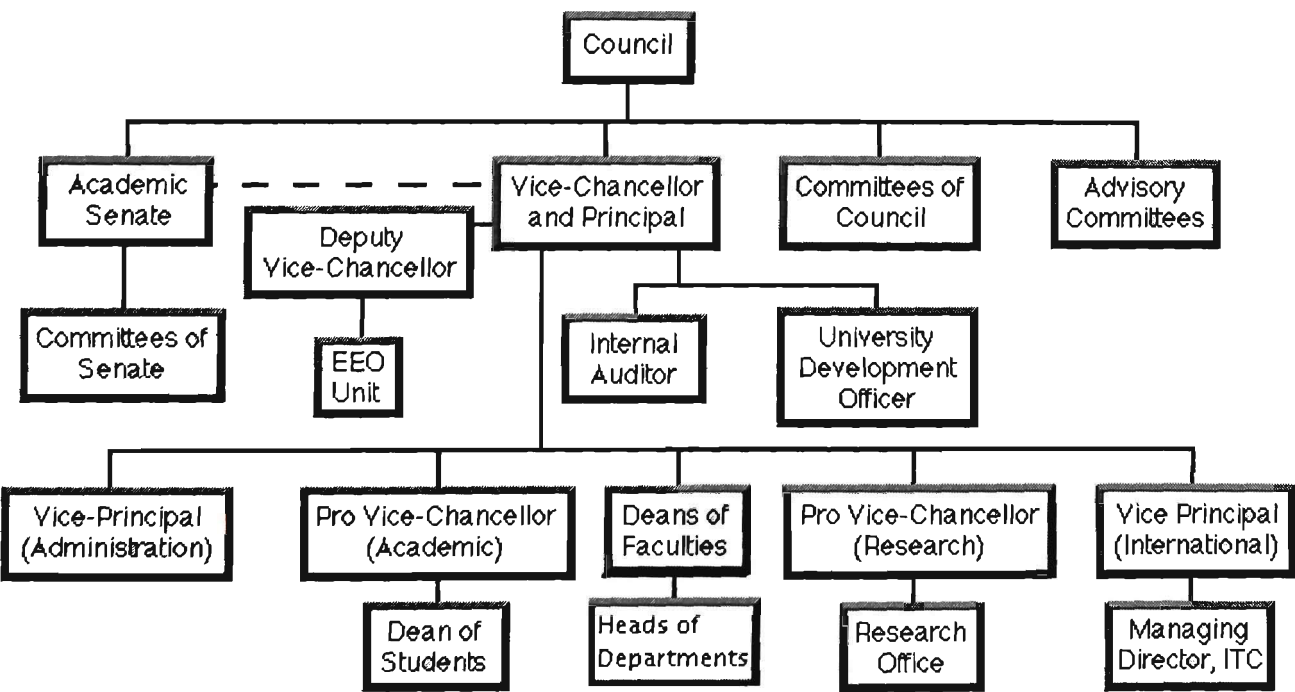 Council
Academic
Senate
Vice-Chancellor
and Principal
Committees of
Council
Advisory
Committees
Deputy
Vice-Chancellor
Committees of
Senate
EEO
Unit
Internal
Auditor
University
Development
Officer
Vice-Principal
(Administration)
Pro Vice-Chancellor
(Academic)
Deans of
Faculties
Pro Vice-Chancellor
(Research)
Vice Principal
(International)
Dean of
Students
Heads of
Departments
Research
Office
Managing
Director, ITC